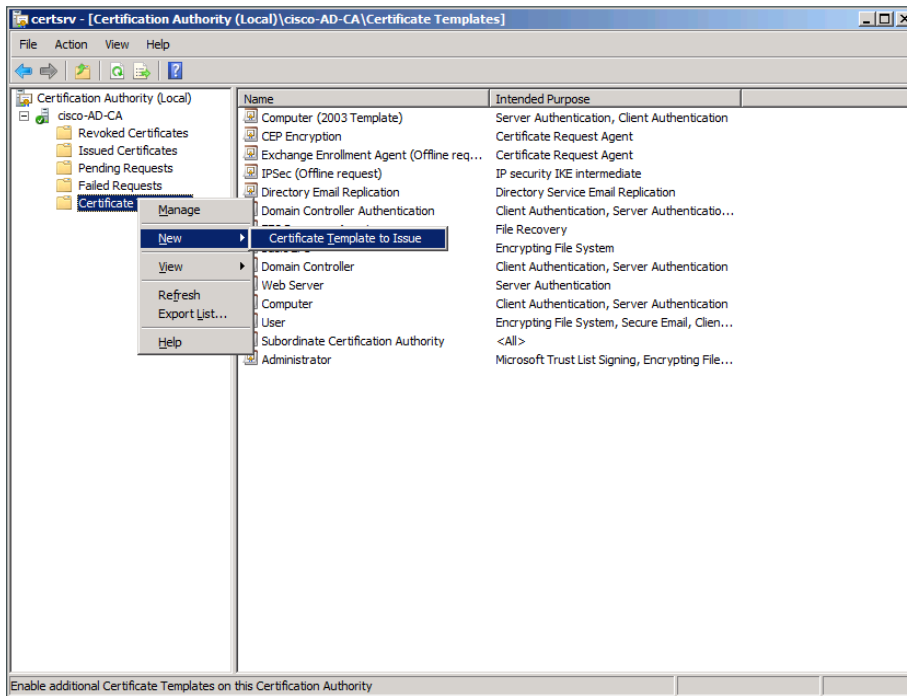 certsrv - [Certification Authority (Local)\cisco-AD-CA\Certificate Templates]
File Action View Help
Certification Authority (Local)
cisco-AD-CA
Revoked Certificates
Issued Certificates
Pending Requests
Failed Requests
Certificate
Manage
New
View
Refresh
Export List...
Help
Certificate Template to Issue
Name Intended Purpose
Computer (2003 Template) Server Authentication, Client Authentication
CEP Encryption Certificate Request Agent
Exchange Enrollment Agent (Offline req... Certificate Request Agent
IPSec (Offline request) IP security IKE intermediate
Directory Email Replication Directory Service Email Replication
Domain Controller Authentication Client Authentication, Server Authenticatio...
File Recovery
Encrypting File System
Domain Controller Client Authentication, Server Authentication
Web Server Server Authentication
Computer Client Authentication, Server Authentication
User Encrypting File System, Secure Email, Clien...
Subordinate Certification Authority <All>
Administrator Microsoft Trust List Signing, Encrypting File...
Enable additional Certificate Templates on this Certification Authority